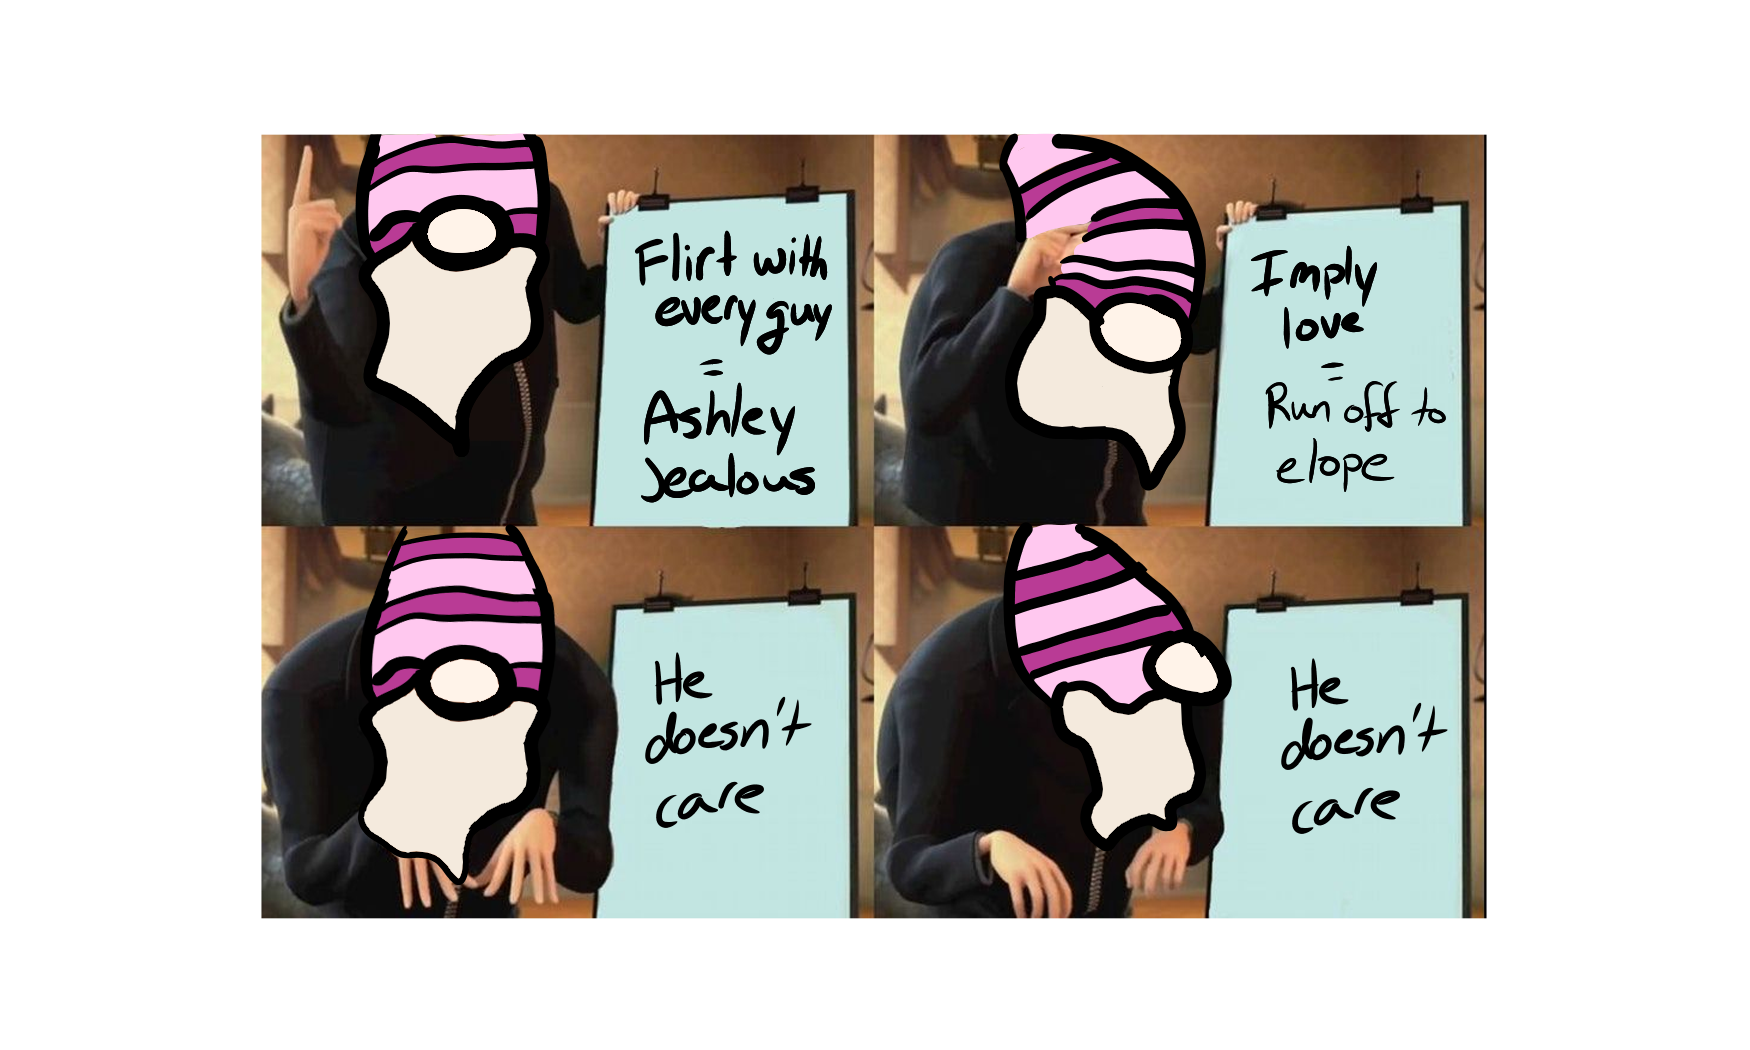 Flirt with
every guy
=
Ashley
Jealous
Imply
love
=
Run off to
elope
He
doesn't
care
He
doesn't
care